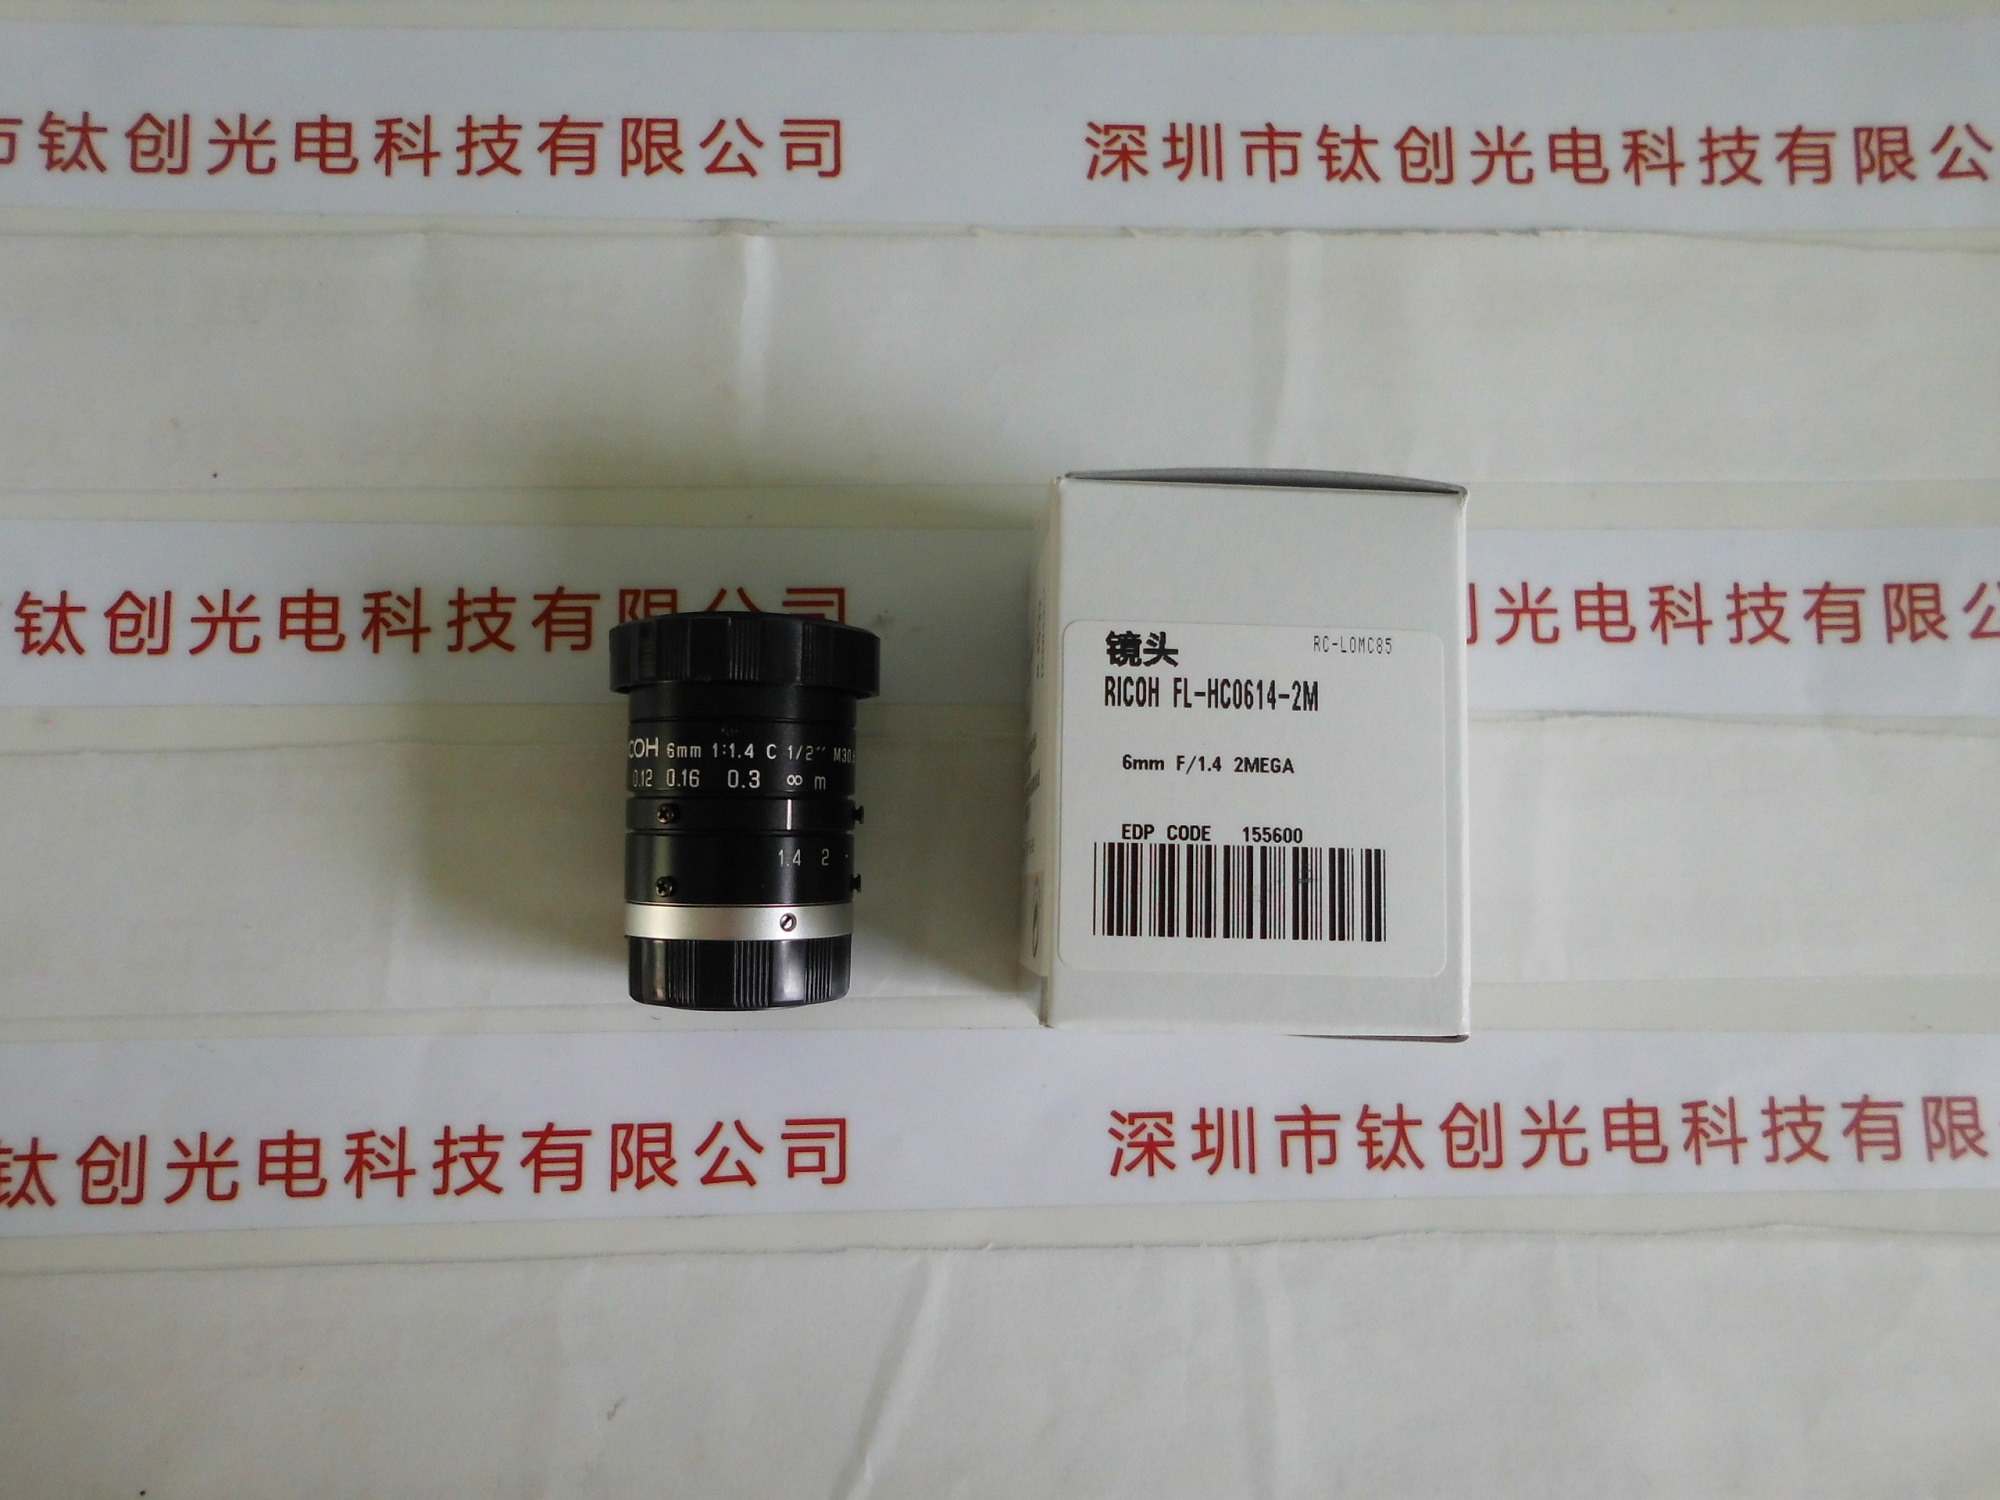 市钛创光电科技有限公司
深圳市钛创光电科技有限公
钛创光电科技有限公司
光电科技有限公
镜头
RC-L0MC85
RICOH FL-HC0614-2M
6mm F/1.4 2MEGA
EDP CODE 155600
COH 6mm 1:1.4 C 1/2" M30.
0.12 0.16 0.3 ∞ m
1.4 2
钛创光电科技有限公司
深圳市钛创光电科技有限